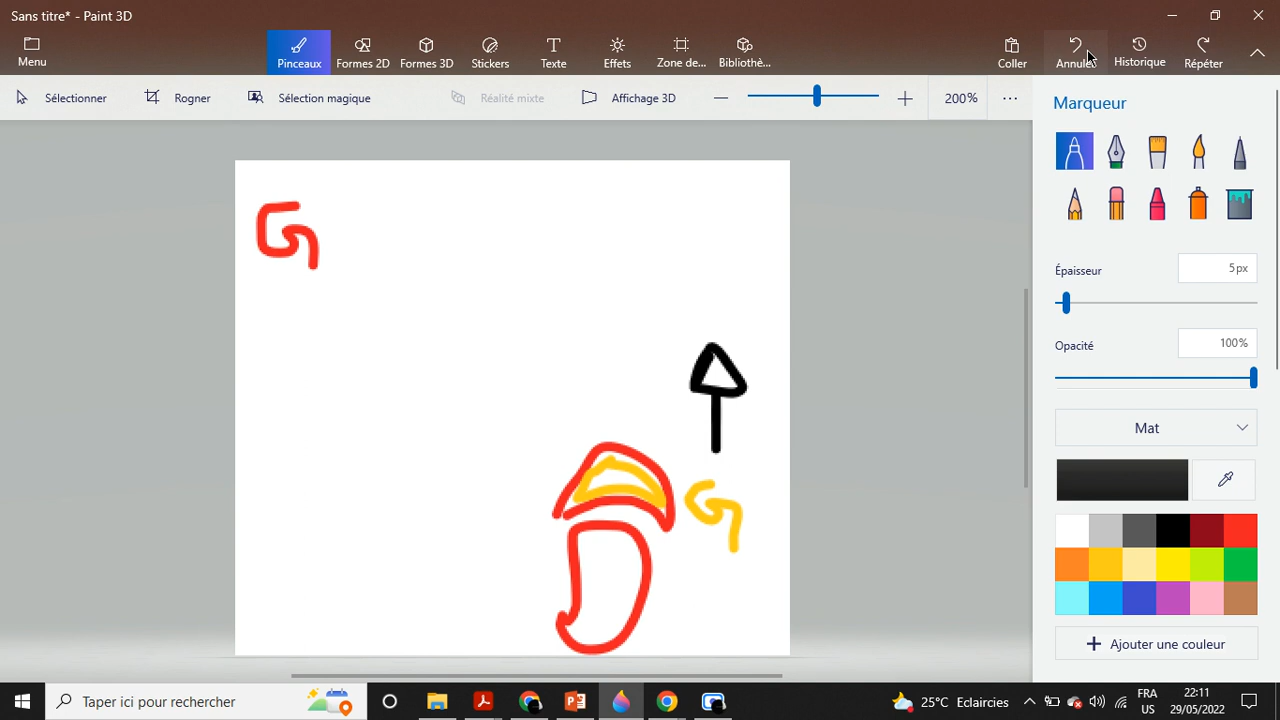 Sans titre* - Paint 3D
Menu
Pinceaux
Formes 2D
Formes 3D
Stickers
Texte
Effets
Zone de...
Bibliothè...
Coller
Annuler
Historique
Répéter
Sélectionner
Rogner
Sélection magique
Réalité mixte
Affichage 3D
200%
Marqueur
G
G
Épaisseur
5px
Opacité
100%
Mat
Ajouter une couleur
Taper ici pour rechercher
25°C Eclaircies
FRA
US
22:11
29/05/2022